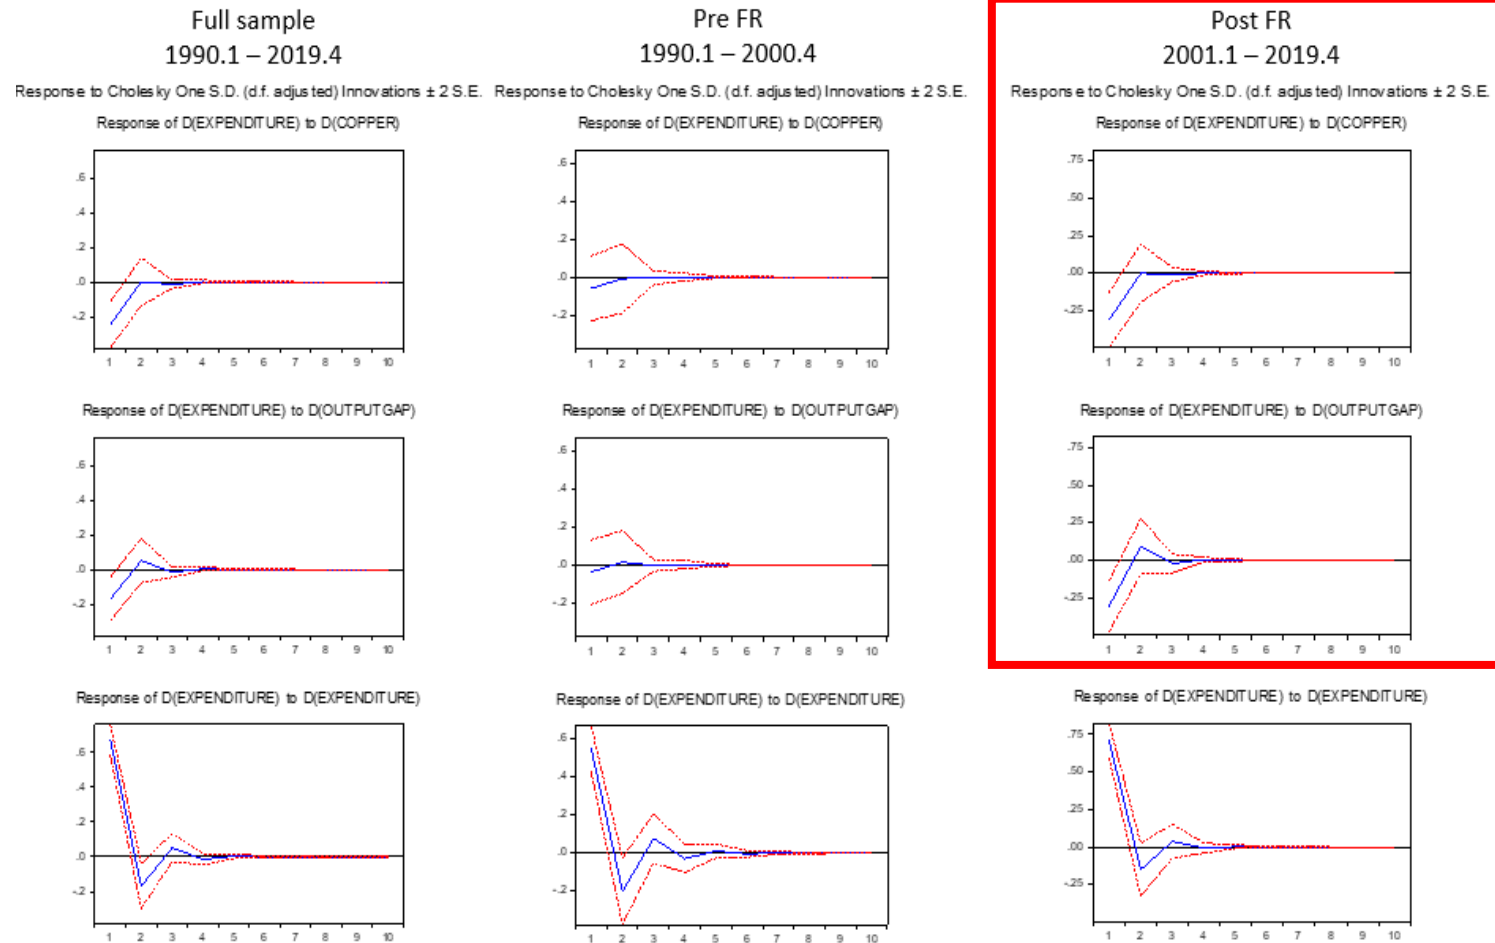 Full sample
1990.1 – 2019.4
Pre FR
1990.1 – 2000.4
Post FR
2001.1 – 2019.4
Response to Cholesky One S.D. (d.f. adjusted) Innovations ± 2 S.E.
Response to Cholesky One S.D. (d.f. adjusted) Innovations ± 2 S.E.
Response to Cholesky One S.D. (d.f. adjusted) Innovations ± 2 S.E.
Response of D(EXPENDITURE) to D(COPPER)
.6
.4
.2
.0
-.2
1 2 3 4 5 6 7 8 9 10
Response of D(EXPENDITURE) to D(COPPER)
.6
.4
.2
.0
-.2
1 2 3 4 5 6 7 8 9 10
Response of D(EXPENDITURE) to D(COPPER)
.75
.50
.25
.00
-.25
1 2 3 4 5 6 7 8 9 10
Response of D(EXPENDITURE) to D(OUTPUTGAP)
.6
.4
.2
.0
-.2
1 2 3 4 5 6 7 8 9 10
Response of D(EXPENDITURE) to D(OUTPUTGAP)
.6
.4
.2
.0
-.2
1 2 3 4 5 6 7 8 9 10
Response of D(EXPENDITURE) to D(OUTPUTGAP)
.75
.50
.25
.00
-.25
1 2 3 4 5 6 7 8 9 10
Response of D(EXPENDITURE) to D(EXPENDITURE)
.6
.4
.2
.0
-.2
1 2 3 4 5 6 7 8 9 10
Response of D(EXPENDITURE) to D(EXPENDITURE)
.6
.4
.2
.0
-.2
1 2 3 4 5 6 7 8 9 10
Response of D(EXPENDITURE) to D(EXPENDITURE)
.75
.50
.25
.00
-.25
1 2 3 4 5 6 7 8 9 10